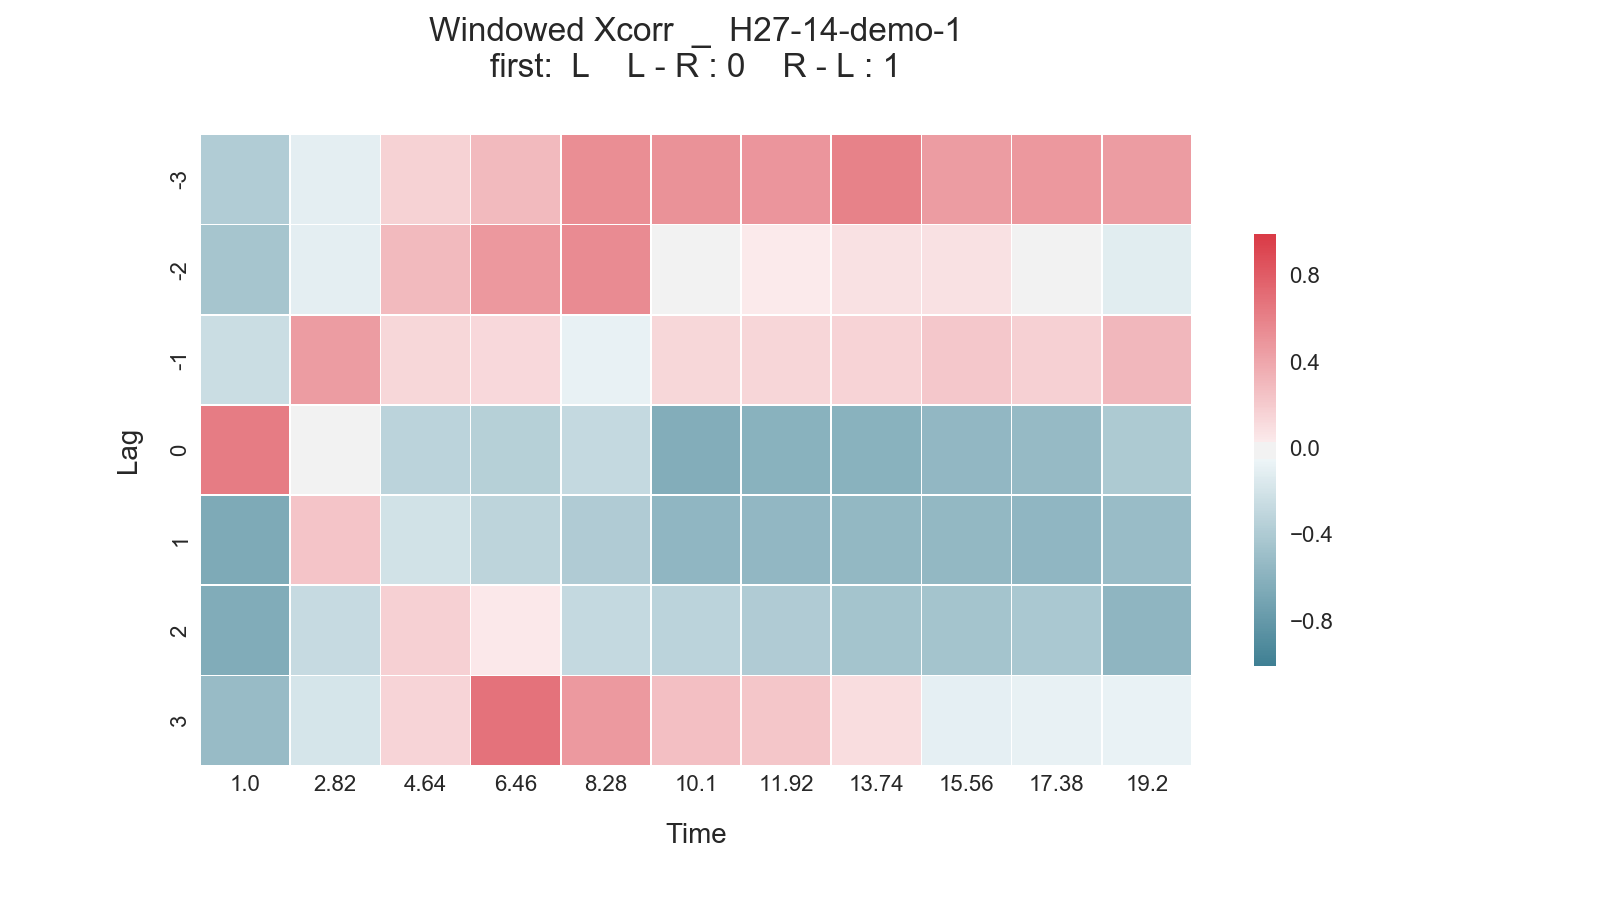 Windowed Xcorr _ H27-14-demo-1
first: L L - R : 0 R - L : 1
Lag
-3
-2
-1
0
1
2
3
1.0 2.82 4.64 6.46 8.28 10.1 11.92 13.74 15.56 17.38 19.2
Time
0.8
0.4
0.0
−0.4
−0.8